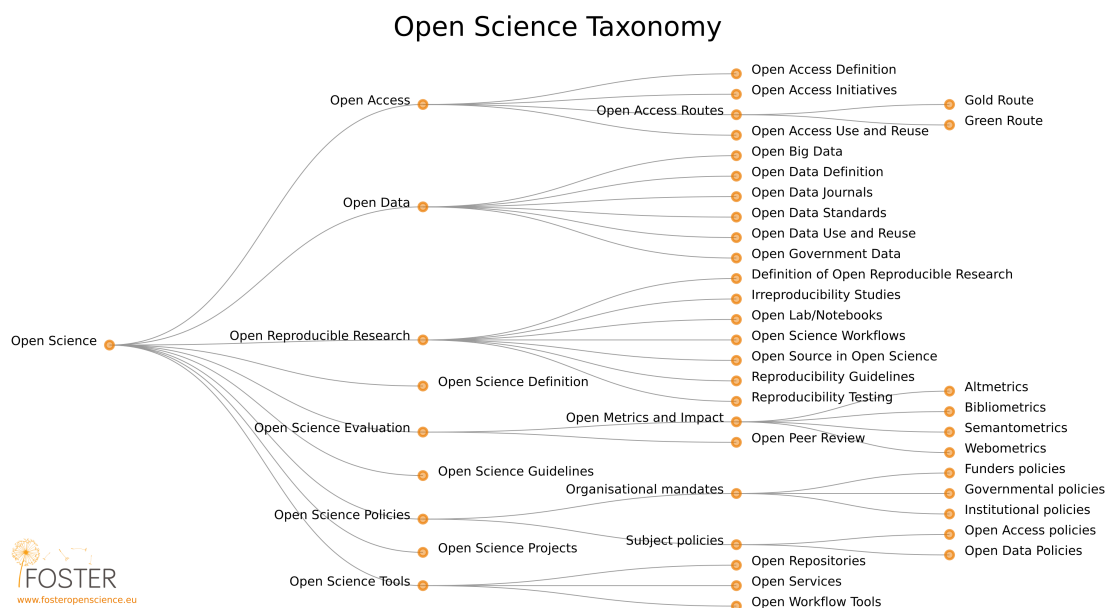 Open Science Taxonomy
Open Science
Open Access
Open Access Definition
Open Access Initiatives
Open Access Routes
Gold Route
Green Route
Open Access Use and Reuse
Open Data
Open Big Data
Open Data Definition
Open Data Journals
Open Data Standards
Open Data Use and Reuse
Open Government Data
Open Reproducible Research
Definition of Open Reproducible Research
Irreproducibility Studies
Open Lab/Notebooks
Open Science Workflows
Open Source in Open Science
Reproducibility Guidelines
Reproducibility Testing
Open Science Definition
Open Science Evaluation
Open Metrics and Impact
Altmetrics
Bibliometrics
Semantometrics
Webometrics
Open Peer Review
Open Science Guidelines
Open Science Policies
Organisational mandates
Funders policies
Governmental policies
Institutional policies
Subject policies
Open Access policies
Open Data Policies
Open Science Projects
Open Science Tools
Open Repositories
Open Services
Open Workflow Tools
FOSTER
www.fosteropenscience.eu